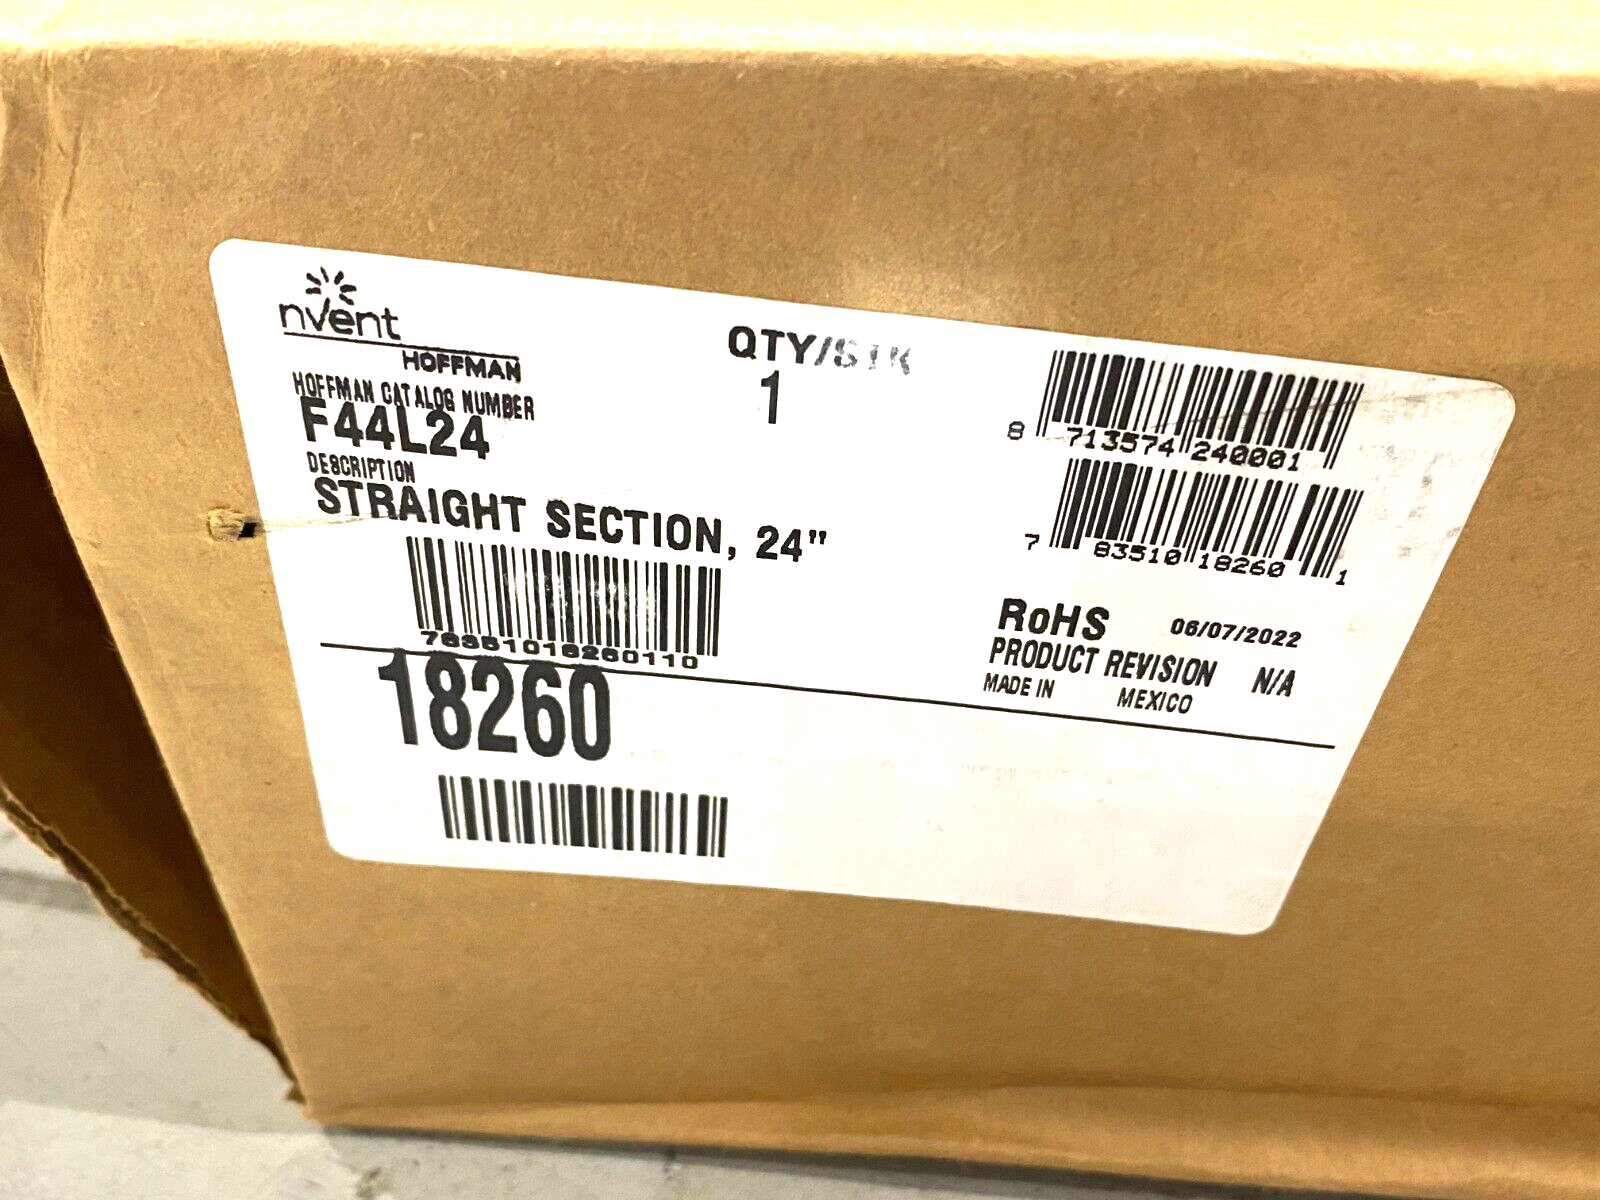 nVent
HOFFMAN
HOFFMAN CATALOG NUMBER
F44L24
DESCRIPTION
STRAIGHT SECTION, 24"
78351018260110
18260
QTY/STK
1
8 713574 240001
7 83510 18260 1
RoHS 06/07/2022
PRODUCT REVISION N/A
MADE IN MEXICO